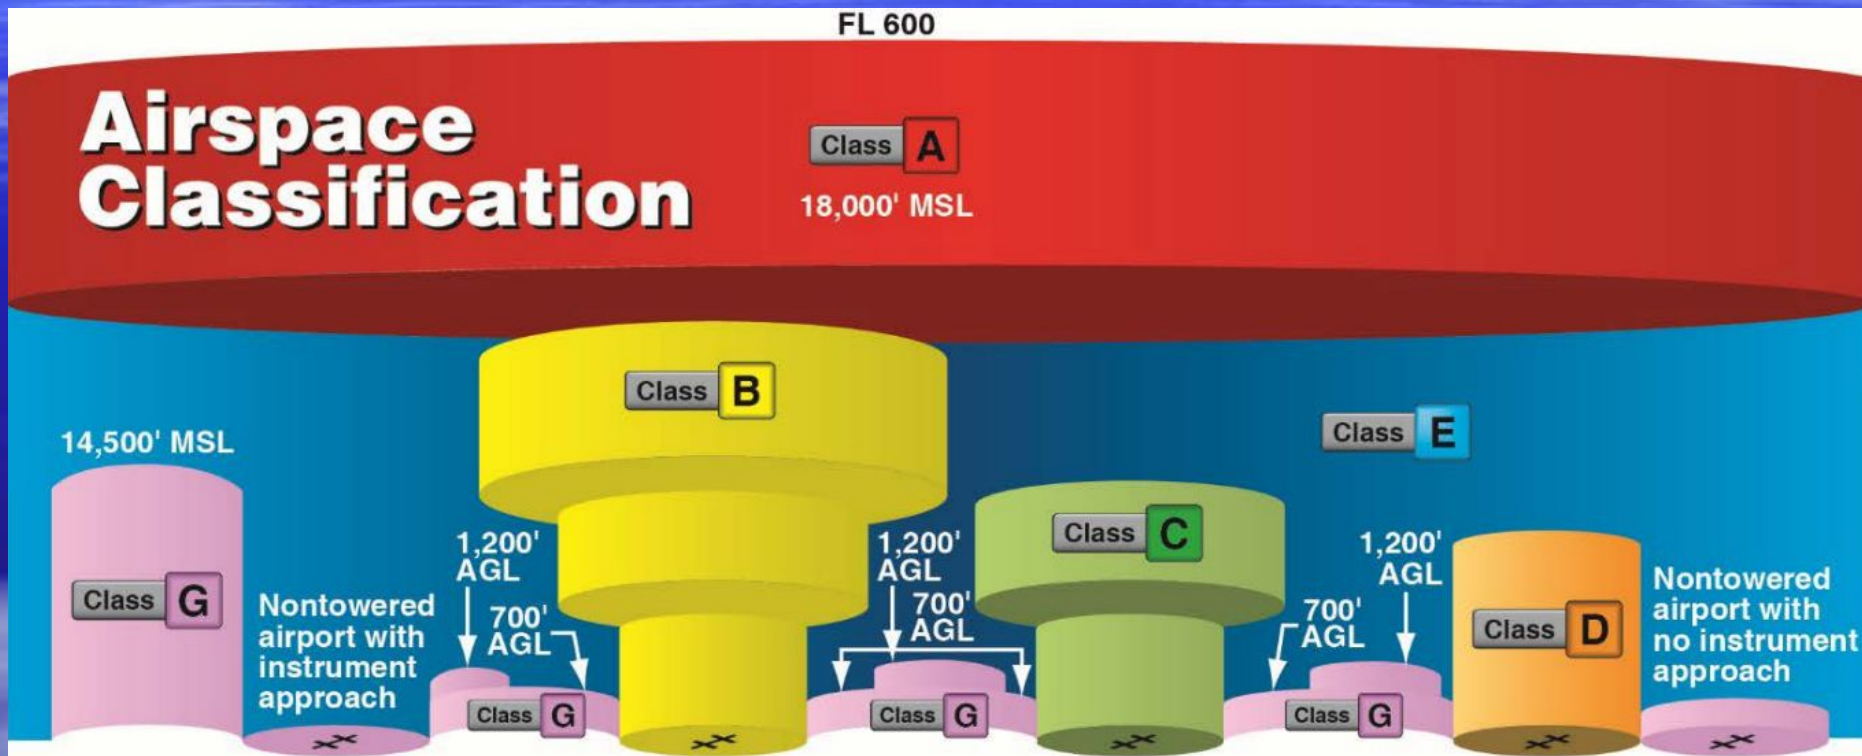 FL 600
Airspace
Classification
Class A
18,000' MSL
Class B
Class E
14,500' MSL
Class G
Nontowered
airport with
instrument
approach
1,200'
AGL
700'
AGL
Class G
1,200'
AGL
700'
AGL
Class G
Class C
1,200'
AGL
700'
AGL
Class G
Class D
Nontowered
airport with
no instrument
approach